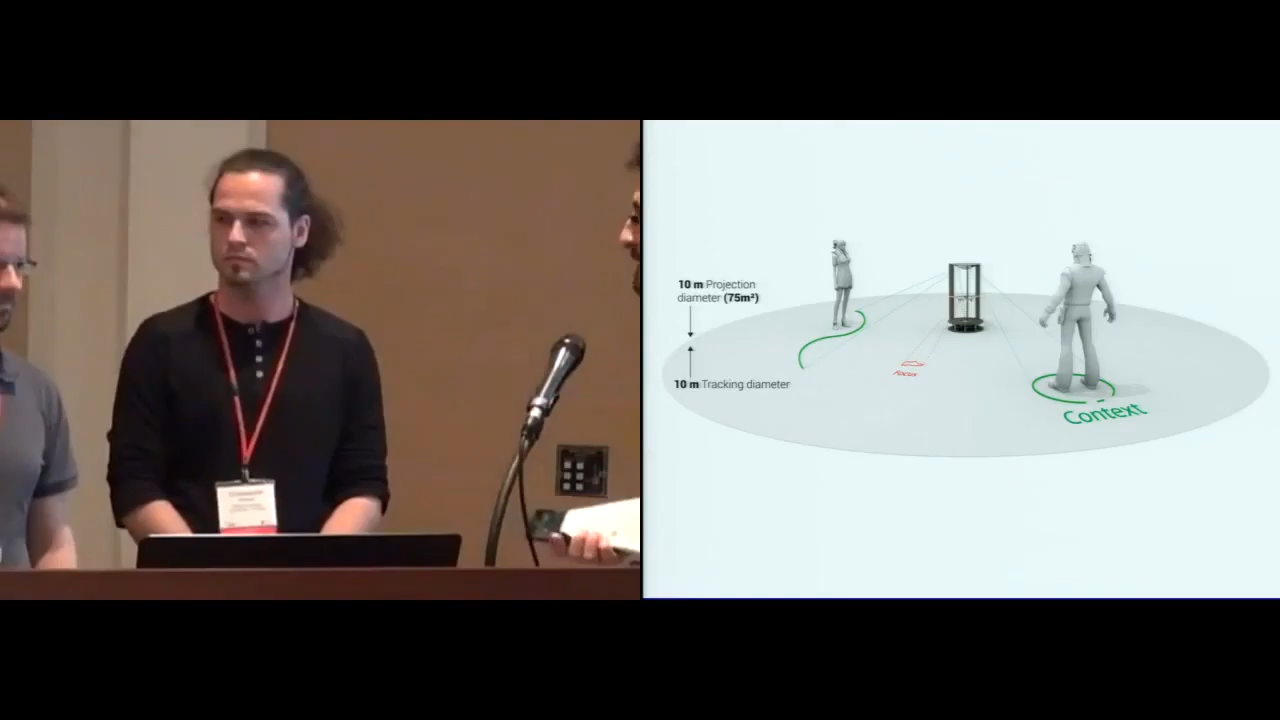 10 m Projection
diameter (75m²)
10 m Tracking diameter
Focus
Context